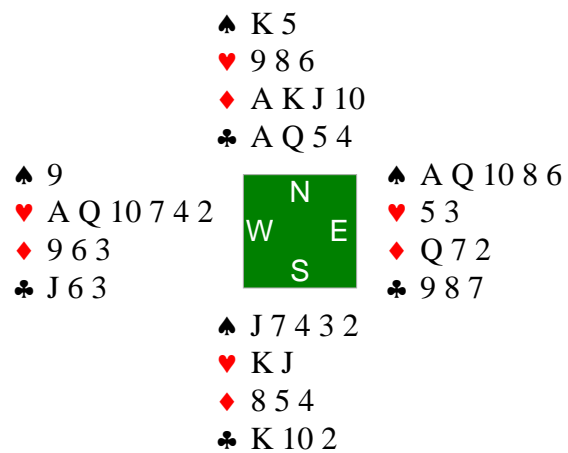 ♠ K 5
♥ 9 8 6
♦ A K J 10
♣ A Q 5 4
♠ 9
♥ A Q 10 7 4 2
♦ 9 6 3
♣ J 6 3
N
W E
S
♠ A Q 10 8 6
♥ 5 3
♦ Q 7 2
♣ 9 8 7
♠ J 7 4 3 2
♥ K J
♦ 8 5 4
♣ K 10 2